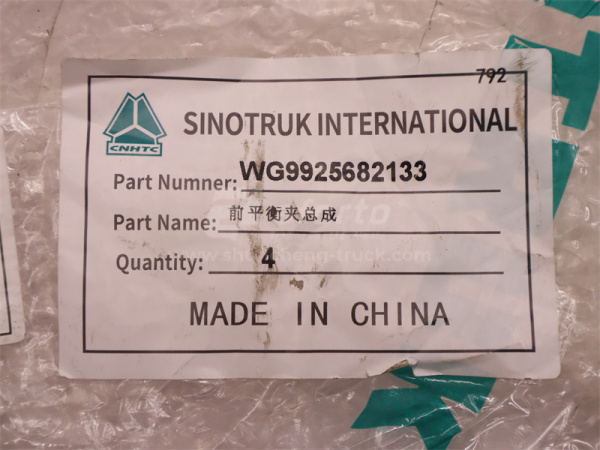 792
CNHTC
SINOTRUK INTERNATIONAL
Part Numner: WG9925682133
Part Name: 前平衡夹总成
Quantity: 4
MADE IN CHINA